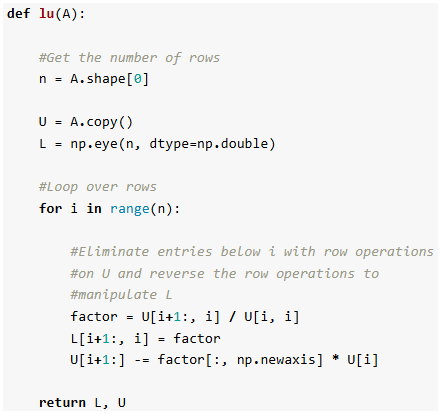 def lu(A):
#Get the number of rows
n = A.shape[0]
U = A.copy()
L = np.eye(n, dtype=np.double)
#Loop over rows
for i in range(n):
#Eliminate entries below i with row operations
#on U and reverse the row operations to
#manipulate L
factor = U[i+1:, i] / U[i, i]
L[i+1:, i] = factor
U[i+1:] -= factor[:, np.newaxis] * U[i]
return L, U